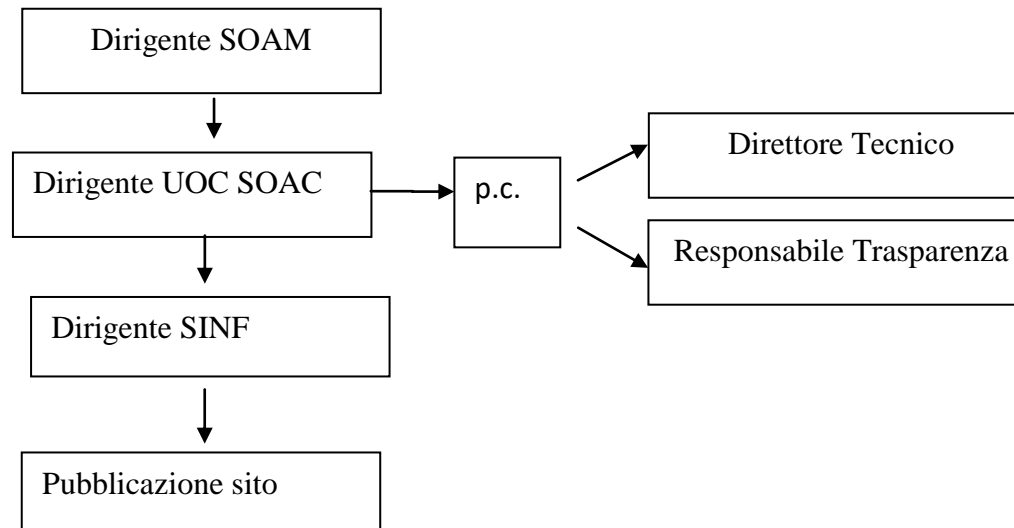 Dirigente SOAM
Dirigente UOC SOAC
p.c.
Direttore Tecnico
Responsabile Trasparenza
Dirigente SINF
Pubblicazione sito